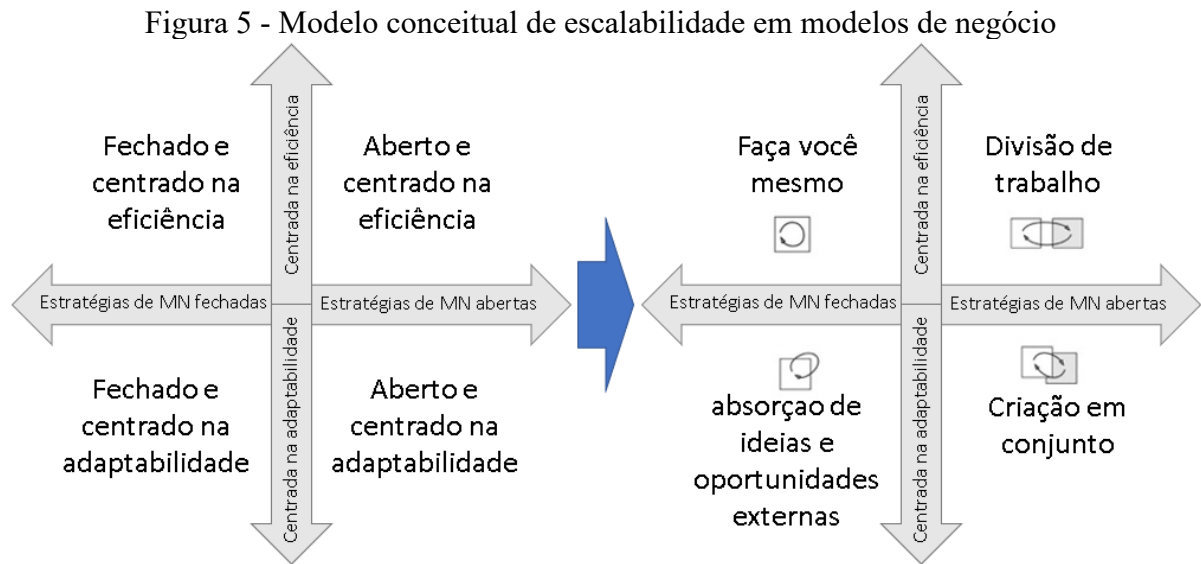 Figura 5 - Modelo conceitual de escalabilidade em modelos de negócio
Fechado e
centrado na
eficiência
Centrada na eficiência
Aberto e
centrado na
eficiência
Estratégias de MN fechadas
Estratégias de MN abertas
Fechado e
centrado na
adaptabilidade
Centrada na adaptabilidade
Aberto e
centrado na
adaptabilidade
Faça você
mesmo
Centrada na eficiência
Divisão de
trabalho
Estratégias de MN fechadas
Estratégias de MN abertas
absorçao de
ideias e
oportunidades
externas
Centrada na adaptabilidade
Criação em
conjunto